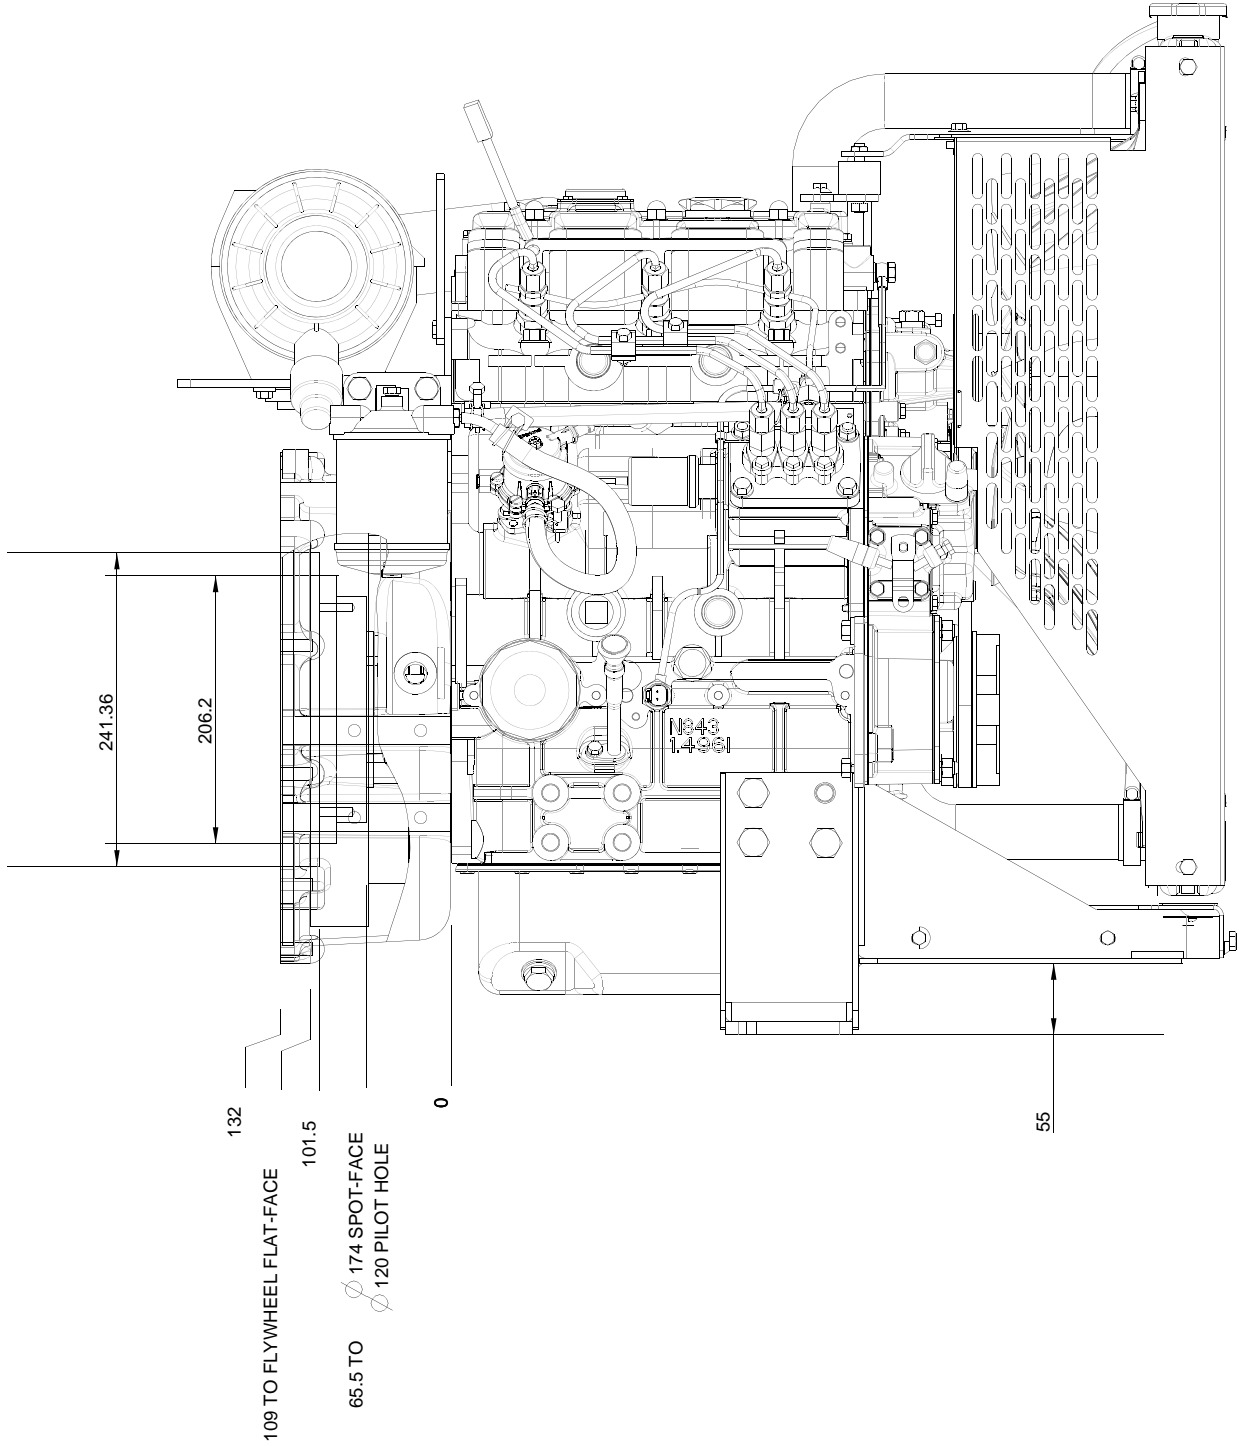 241.36
206.2
N843
1.496l
132
109 TO FLYWHEEL FLAT-FACE
101.5
65.5 TO ⌀ 174 SPOT-FACE
⌀ 120 PILOT HOLE
0
55